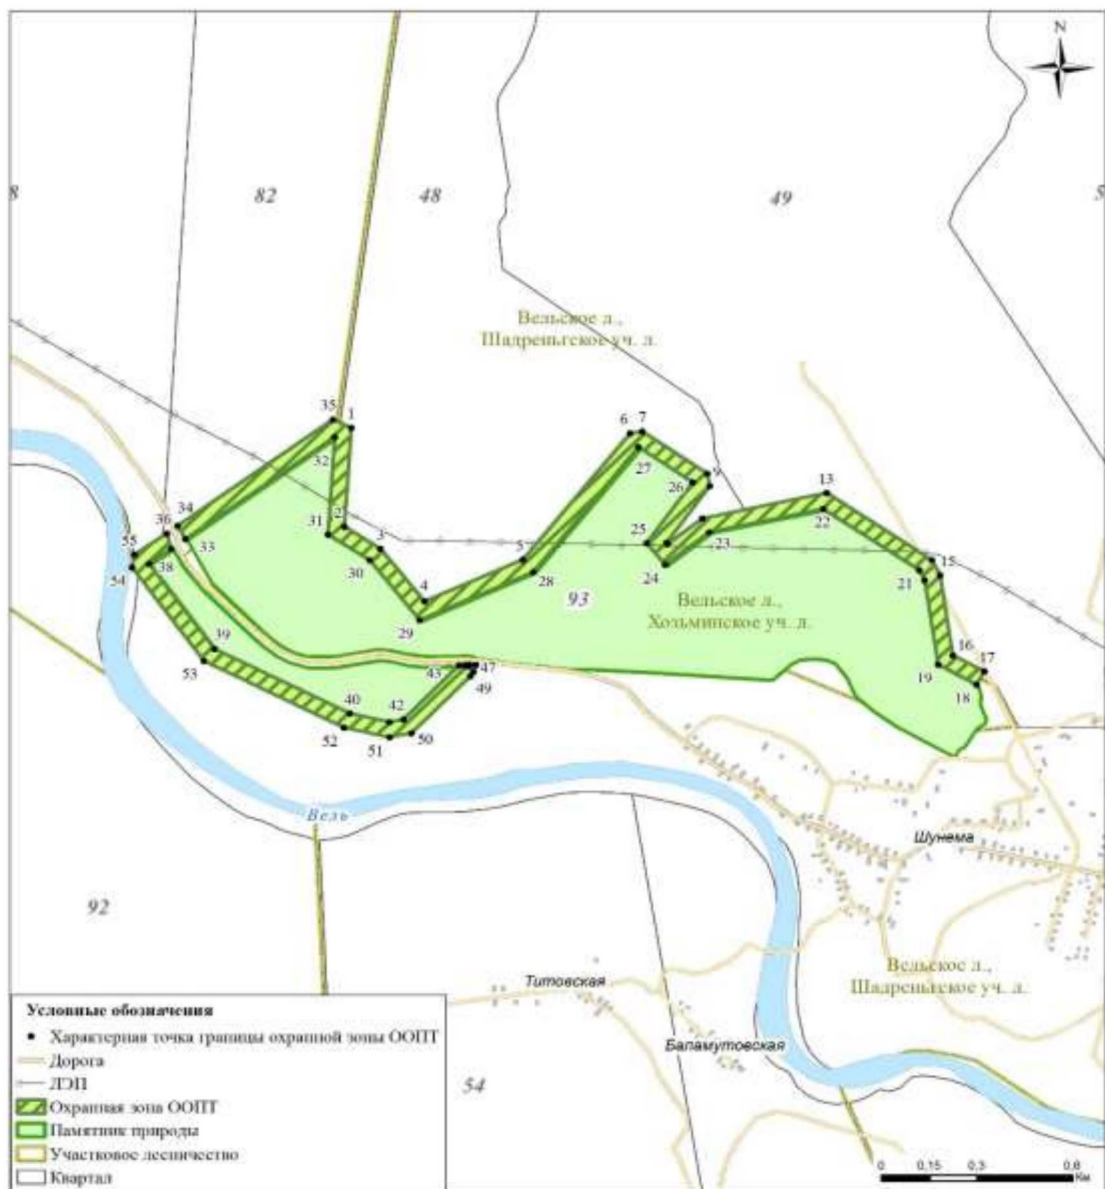 N
8
82
48
49
5
Вельское л.,
Шадреньгское уч. л.
35
1
6
7
32
27
9
26
13
34
36
2
31
22
33
3
25
23
55
38
30
5
24
15
54
28
21
4
93
Вельское л.,
Хозьминское уч. л.
29
39
16
53
43
47
19
17
49
18
40
42
52
51
50
Вель
Шунема
92
Вельское л.,
Шадреньгское уч. л.
Титовская
Баламутовская
54
Условные обозначения
Характерная точка границы охранной зоны ООПТ
Дорога
ЛЭП
Охранная зона ООПТ
Памятник природы
Участковое лесничество
Квартал
0 0,15 0,3 0,6
Км